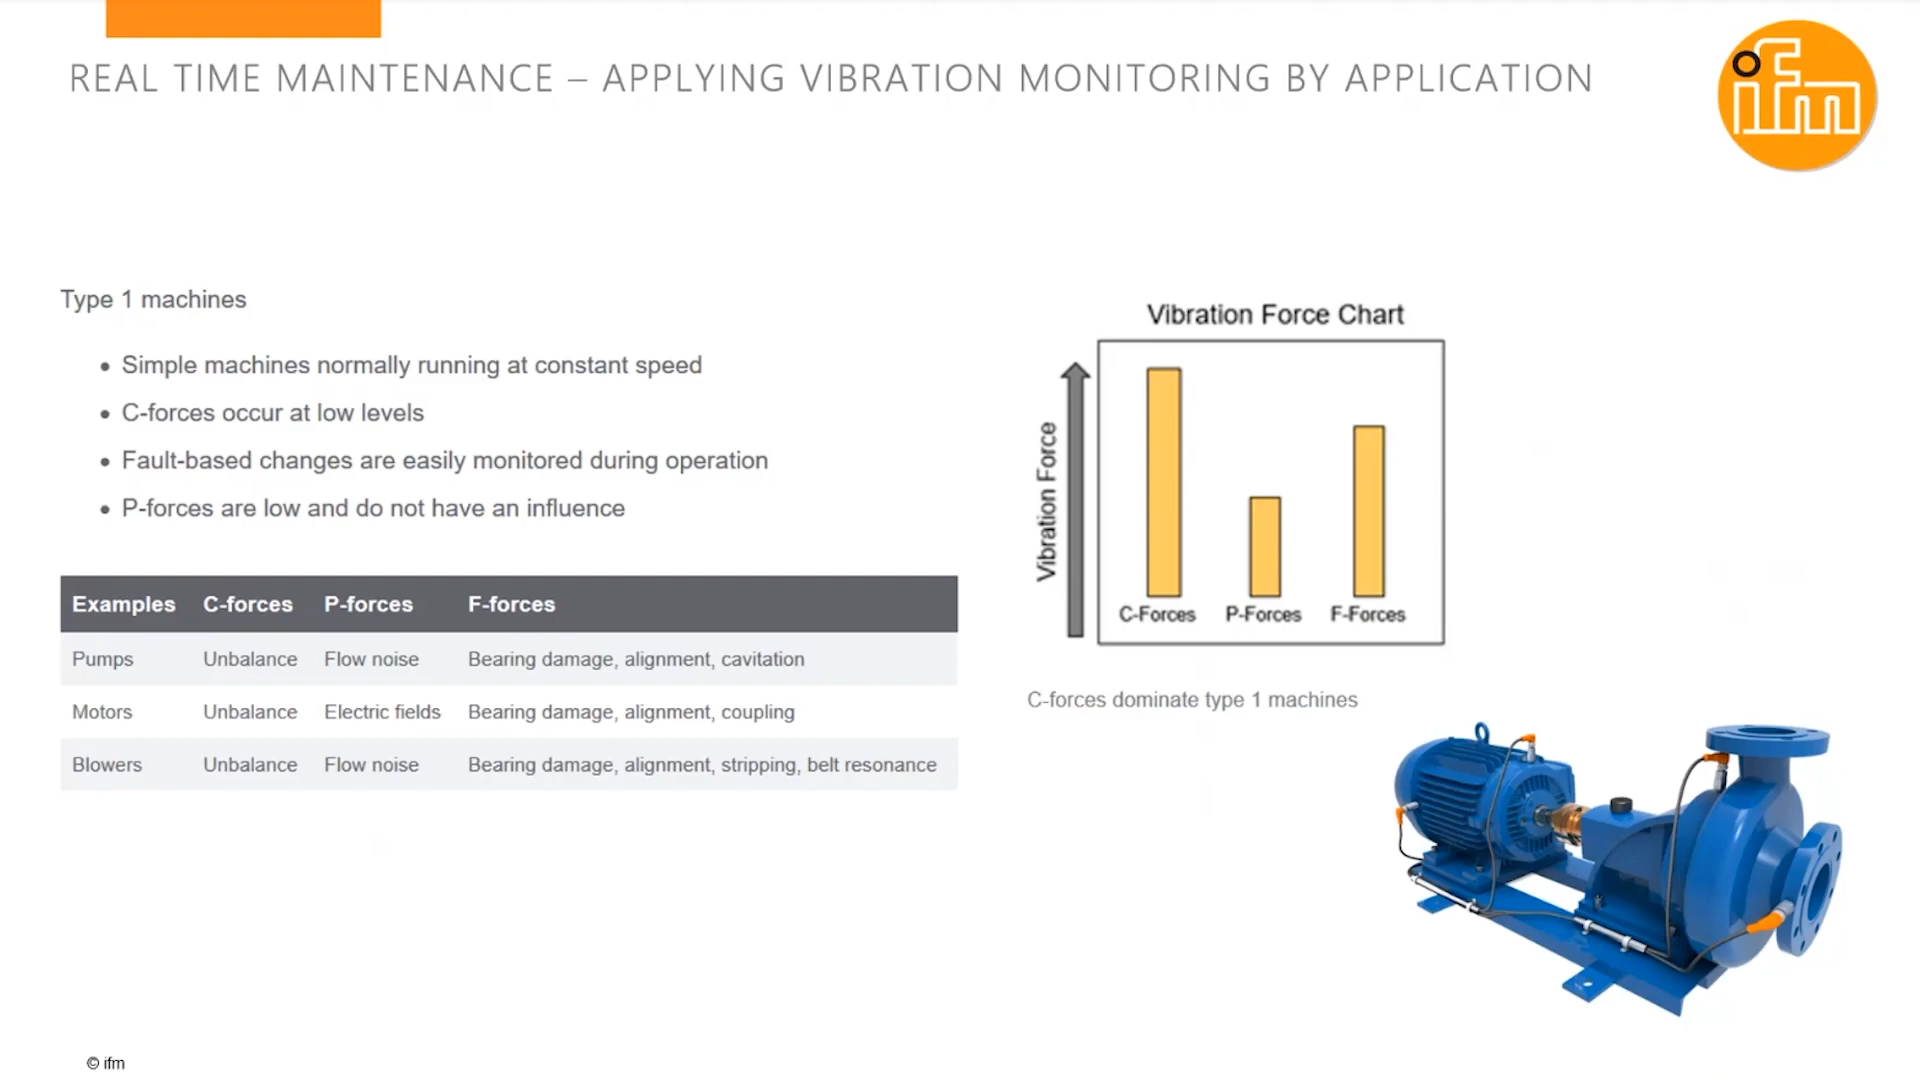 REAL TIME MAINTENANCE – APPLYING VIBRATION MONITORING BY APPLICATION
ifm
Type 1 machines
• Simple machines normally running at constant speed
• C-forces occur at low levels
• Fault-based changes are easily monitored during operation
• P-forces are low and do not have an influence
Examples C-forces P-forces F-forces
Pumps Unbalance Flow noise Bearing damage, alignment, cavitation
Motors Unbalance Electric fields Bearing damage, alignment, coupling
Blowers Unbalance Flow noise Bearing damage, alignment, stripping, belt resonance
Vibration Force Chart
Vibration Force
C-Forces P-Forces F-Forces
C-forces dominate type 1 machines
© ifm